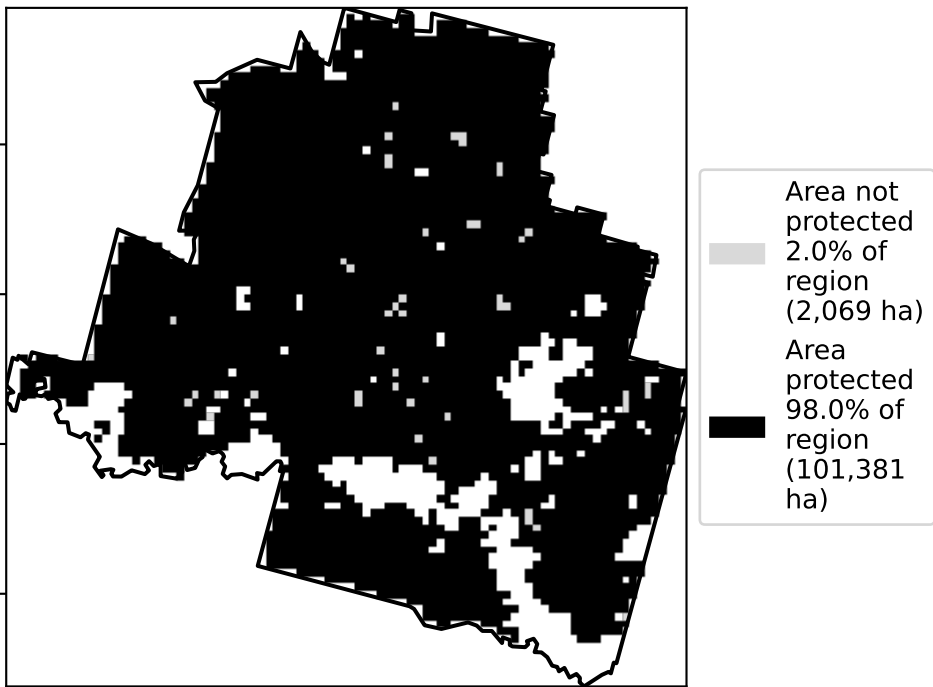 Area not
protected
2.0% of
region
(2,069 ha)
Area
protected
98.0% of
region
(101,381
ha)